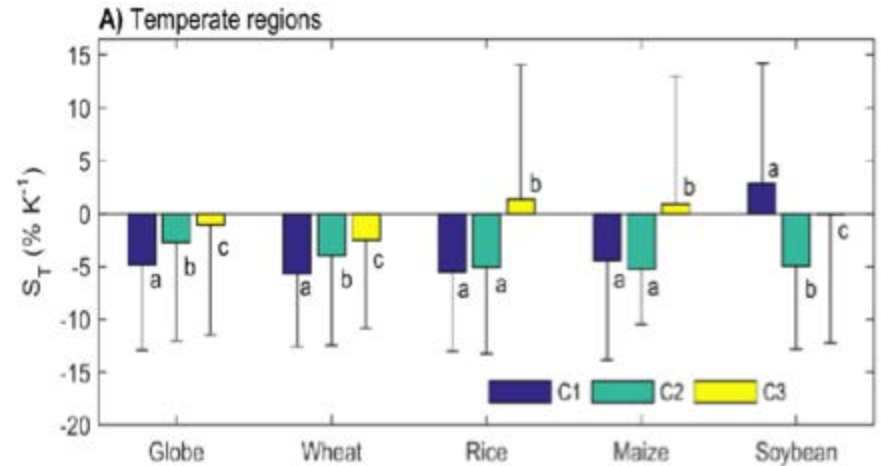 A) Temperate regions
15
10
5
0
-5
-10
-15
-20
S_T (% K⁻¹)
a b c
a b c
a a b
a a b
a b c
C1 C2 C3
Globe Wheat Rice Maize Soybean